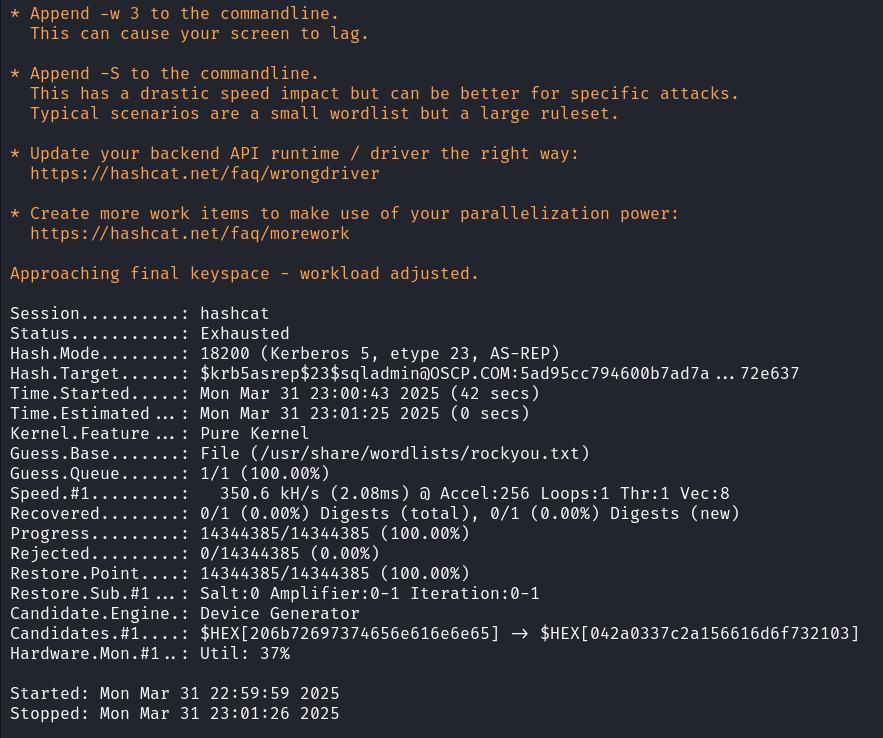 * Append -w 3 to the commandline.
  This can cause your screen to lag.

* Append -S to the commandline.
  This has a drastic speed impact but can be better for specific attacks.
  Typical scenarios are a small wordlist but a large ruleset.

* Update your backend API runtime / driver the right way:
  https://hashcat.net/faq/wrongdriver

* Create more work items to make use of your parallelization power:
  https://hashcat.net/faq/morework

Approaching final keyspace - workload adjusted.

Session..........: hashcat
Status...........: Exhausted
Hash.Mode........: 18200 (Kerberos 5, etype 23, AS-REP)
Hash.Target......: $krb5asrep$23$sqladmin@OSCP.COM:5ad95cc794600b7ad7a...72e637
Time.Started.....: Mon Mar 31 23:00:43 2025 (42 secs)
Time.Estimated...: Mon Mar 31 23:01:25 2025 (0 secs)
Kernel.Feature...: Pure Kernel
Guess.Base.......: File (/usr/share/wordlists/rockyou.txt)
Guess.Queue......: 1/1 (100.00%)
Speed.#1.........:   350.6 kH/s (2.08ms) @ Accel:256 Loops:1 Thr:1 Vec:8
Recovered........: 0/1 (0.00%) Digests (total), 0/1 (0.00%) Digests (new)
Progress.........: 14344385/14344385 (100.00%)
Rejected.........: 0/14344385 (0.00%)
Restore.Point....: 14344385/14344385 (100.00%)
Restore.Sub.#1...: Salt:0 Amplifier:0-1 Iteration:0-1
Candidate.Engine.: Device Generator
Candidates.#1....: $HEX[206b72697374656e616e6e65] -> $HEX[042a0337c2a156616d6f732103]
Hardware.Mon.#1..: Util: 37%

Started: Mon Mar 31 22:59:59 2025
Stopped: Mon Mar 31 23:01:26 2025